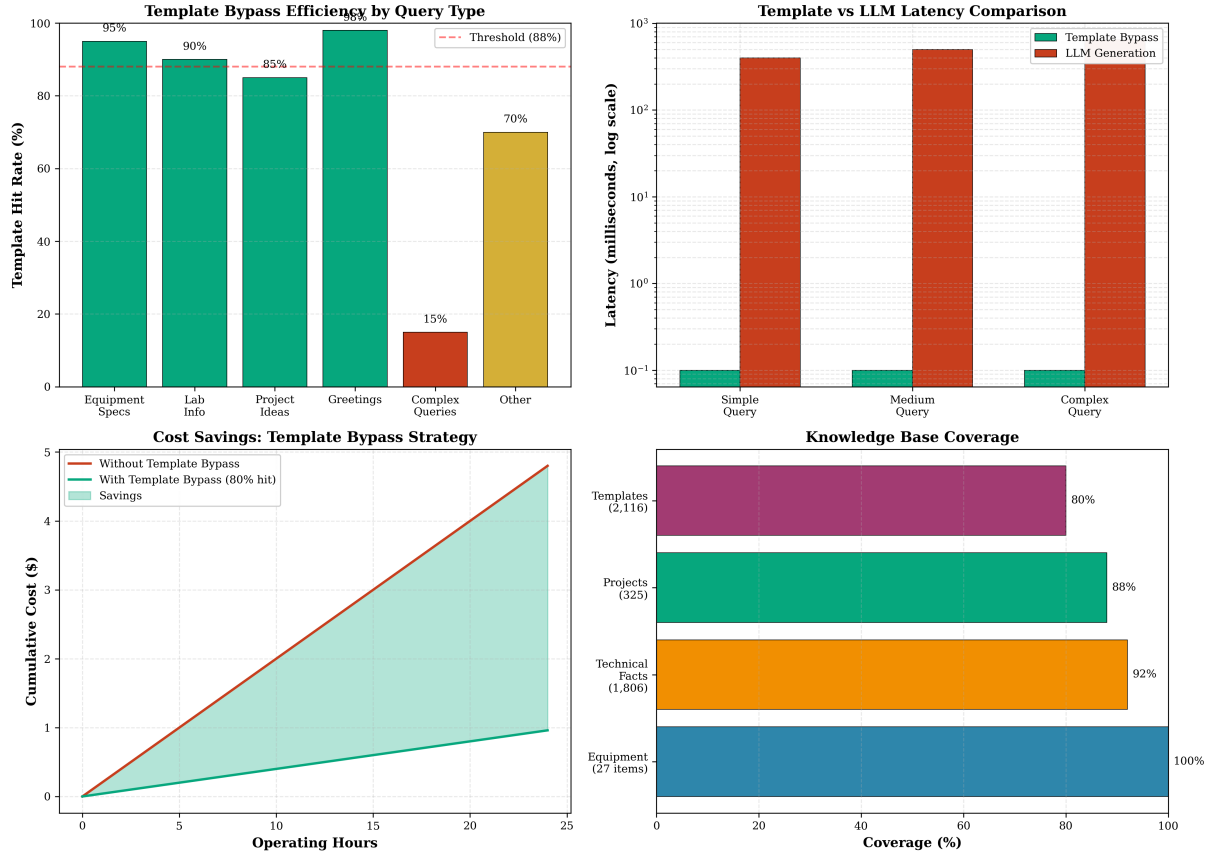 Template Bypass Efficiency by Query Type
Template Hit Rate (%)
100
80
60
40
20
0
95%
90%
85%
98%
15%
70%
Threshold (88%)
Equipment
Specs
Lab
Info
Project
Ideas
Greetings
Complex
Queries
Other
Template vs LLM Latency Comparison
Latency (milliseconds, log scale)
10³
10²
10¹
10⁰
10⁻¹
Template Bypass
LLM Generation
Simple
Query
Medium
Query
Complex
Query
Cost Savings: Template Bypass Strategy
Cumulative Cost ($)
5
4
3
2
1
0
Without Template Bypass
With Template Bypass (80% hit)
Savings
0
5
10
15
20
25
Operating Hours
Knowledge Base Coverage
Templates
(2,116)
80%
Projects
(325)
88%
Technical
Facts
(1,806)
92%
Equipment
(27 items)
100%
0
20
40
60
80
100
Coverage (%)